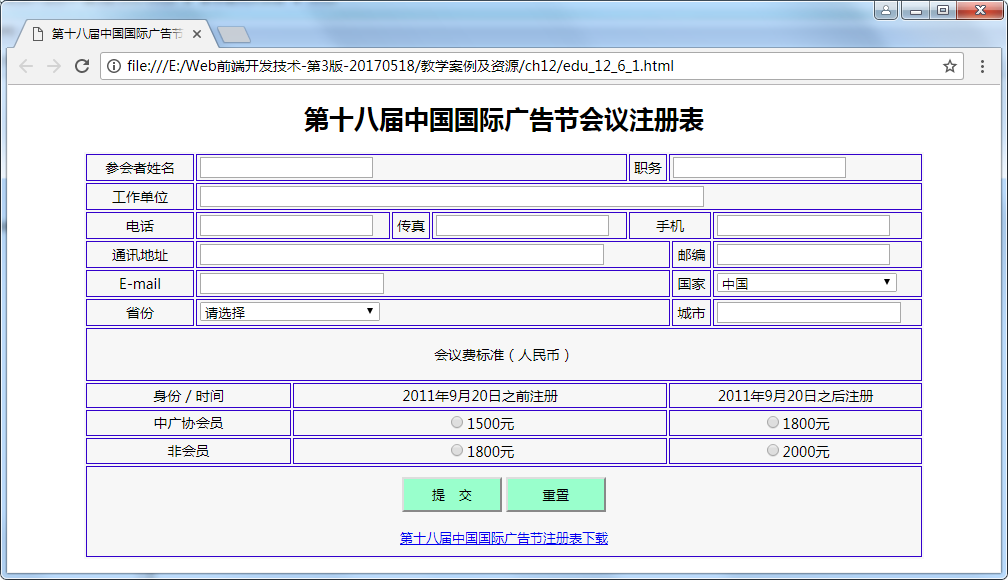 第十八届中国国际广告节
file:///E:/Web前端开发技术-第3版-20170518/教学案例及资源/ch12/edu_12_6_1.html
第十八届中国国际广告节会议注册表
参会者姓名 职务
工作单位
电话 传真 手机
通讯地址 邮编
E-mail 国家 中国
省份 请选择 城市
会议费标准（人民币）
身份 / 时间 2011年9月20日之前注册 2011年9月20日之后注册
中广协会员 1500元 1800元
非会员 1800元 2000元
提 交 重置
第十八届中国国际广告节注册表下载